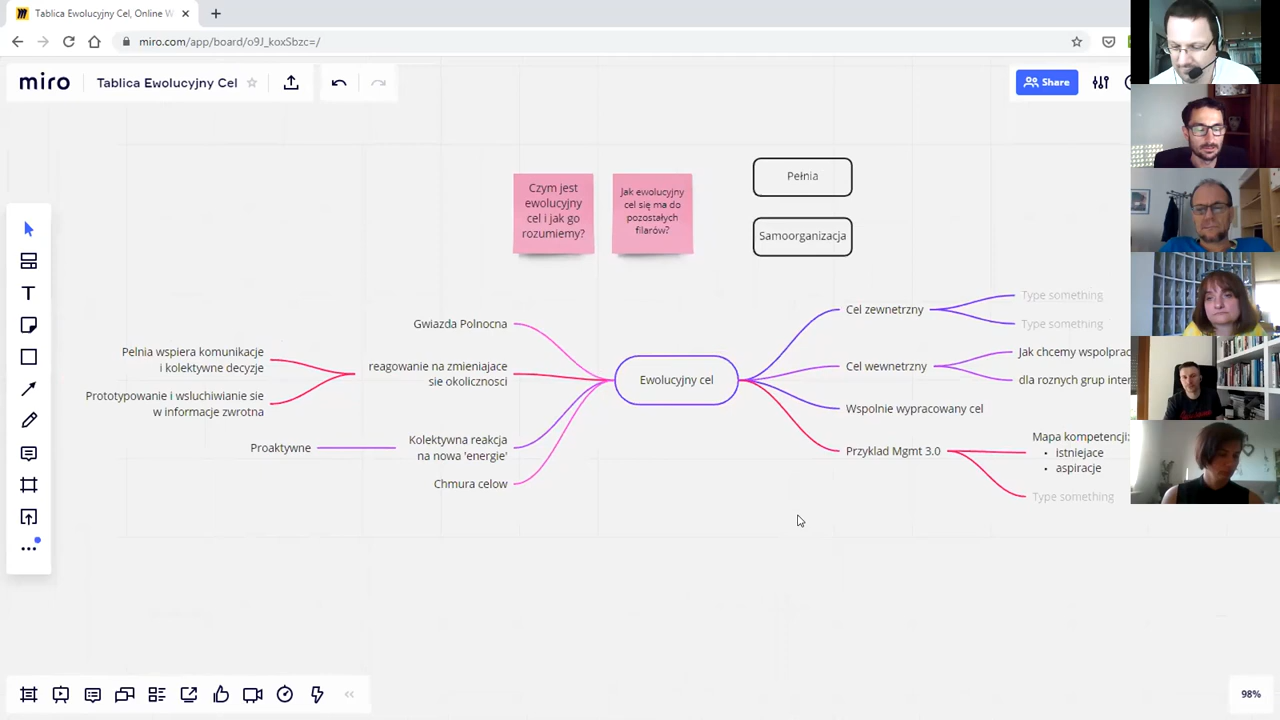 Tablica Ewolucyjny Cel, Online W
miro.com/app/board/o9J_koxSbzc=/
miro
Tablica Ewolucyjny Cel
Share
Czym jest
ewolucyjny
cel i jak go
rozumiemy?
Jak ewolucyjny
cel się ma do
pozostałych
filarów?
Pełnia
Samoorganizacja
Gwiazda Polnocna
Pelnia wspiera komunikacje
i kolektywne decyzje
reagowanie na zmieniajace
sie okolicznosci
Prototypowanie i wsluchiwanie sie
w informacje zwrotna
Proaktywne
Kolektywna reakcja
na nowa 'energie'
Chmura celow
Ewolucyjny cel
Cel zewnetrzny
Type something
Type something
Cel wewnetrzny
Jak chcemy wspolprac
dla roznych grup inter
Wspolnie wypracowany cel
Przyklad Mgmt 3.0
Mapa kompetencji:
• istniejace
• aspiracje
Type something
98%